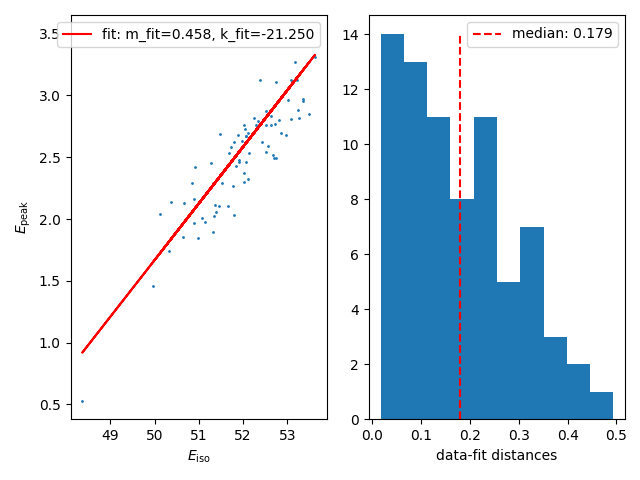 fit: m_fit=0.458, k_fit=-21.250
3.5
3.0
2.5
2.0
1.5
1.0
0.5
E_peak
49 50 51 52 53
E_iso
median: 0.179
14
12
10
8
6
4
2
0
0.0 0.1 0.2 0.3 0.4 0.5
data-fit distances